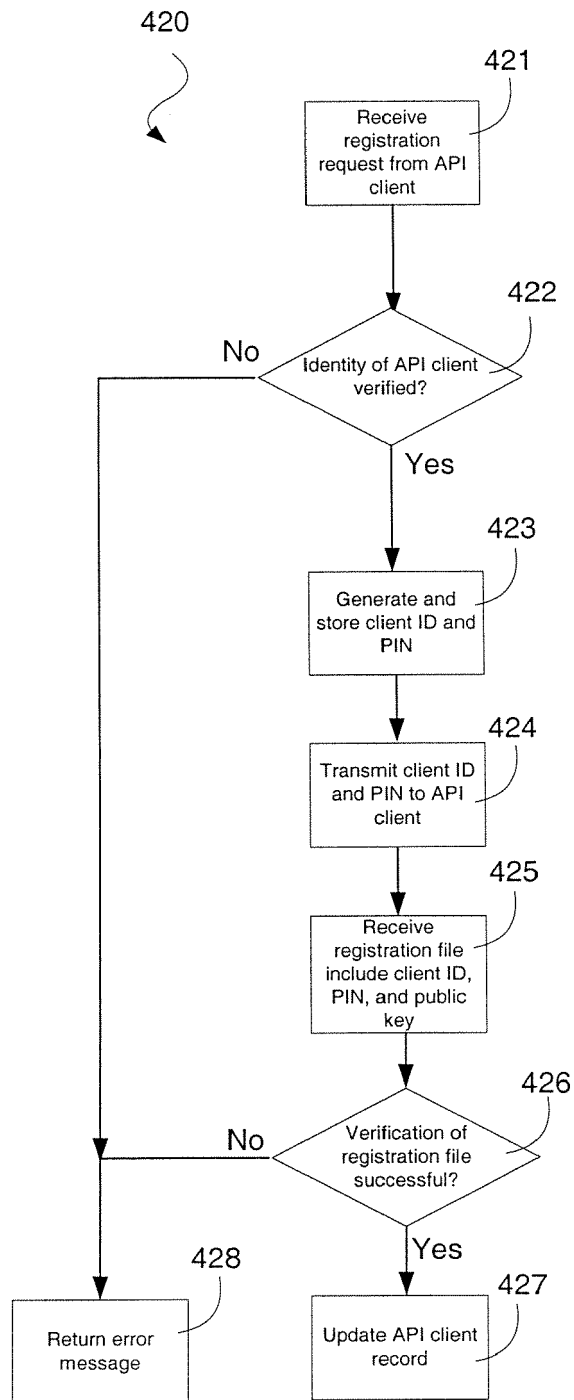 420
421
Receive
registration
request from API
client
422
No
Identity of API client
verified?
Yes
423
Generate and
store client ID and
PIN
424
Transmit client ID
and PIN to API
client
425
Receive
registration file
include client ID,
PIN, and public
key
426
No
Verification of
registration file
successful?
Yes
428
427
Return error
message
Update API client
record